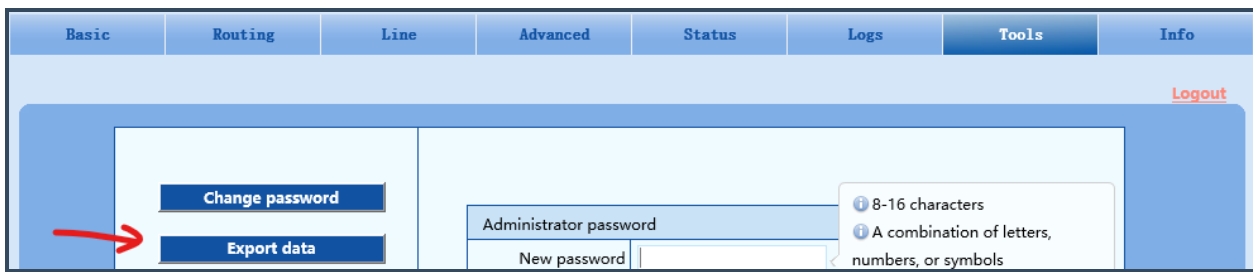 Basic Routing Line Advanced Status Logs Tools Info
Logout
Change password
Export data
Administrator password
New password
8-16 characters
A combination of letters,
numbers, or symbols